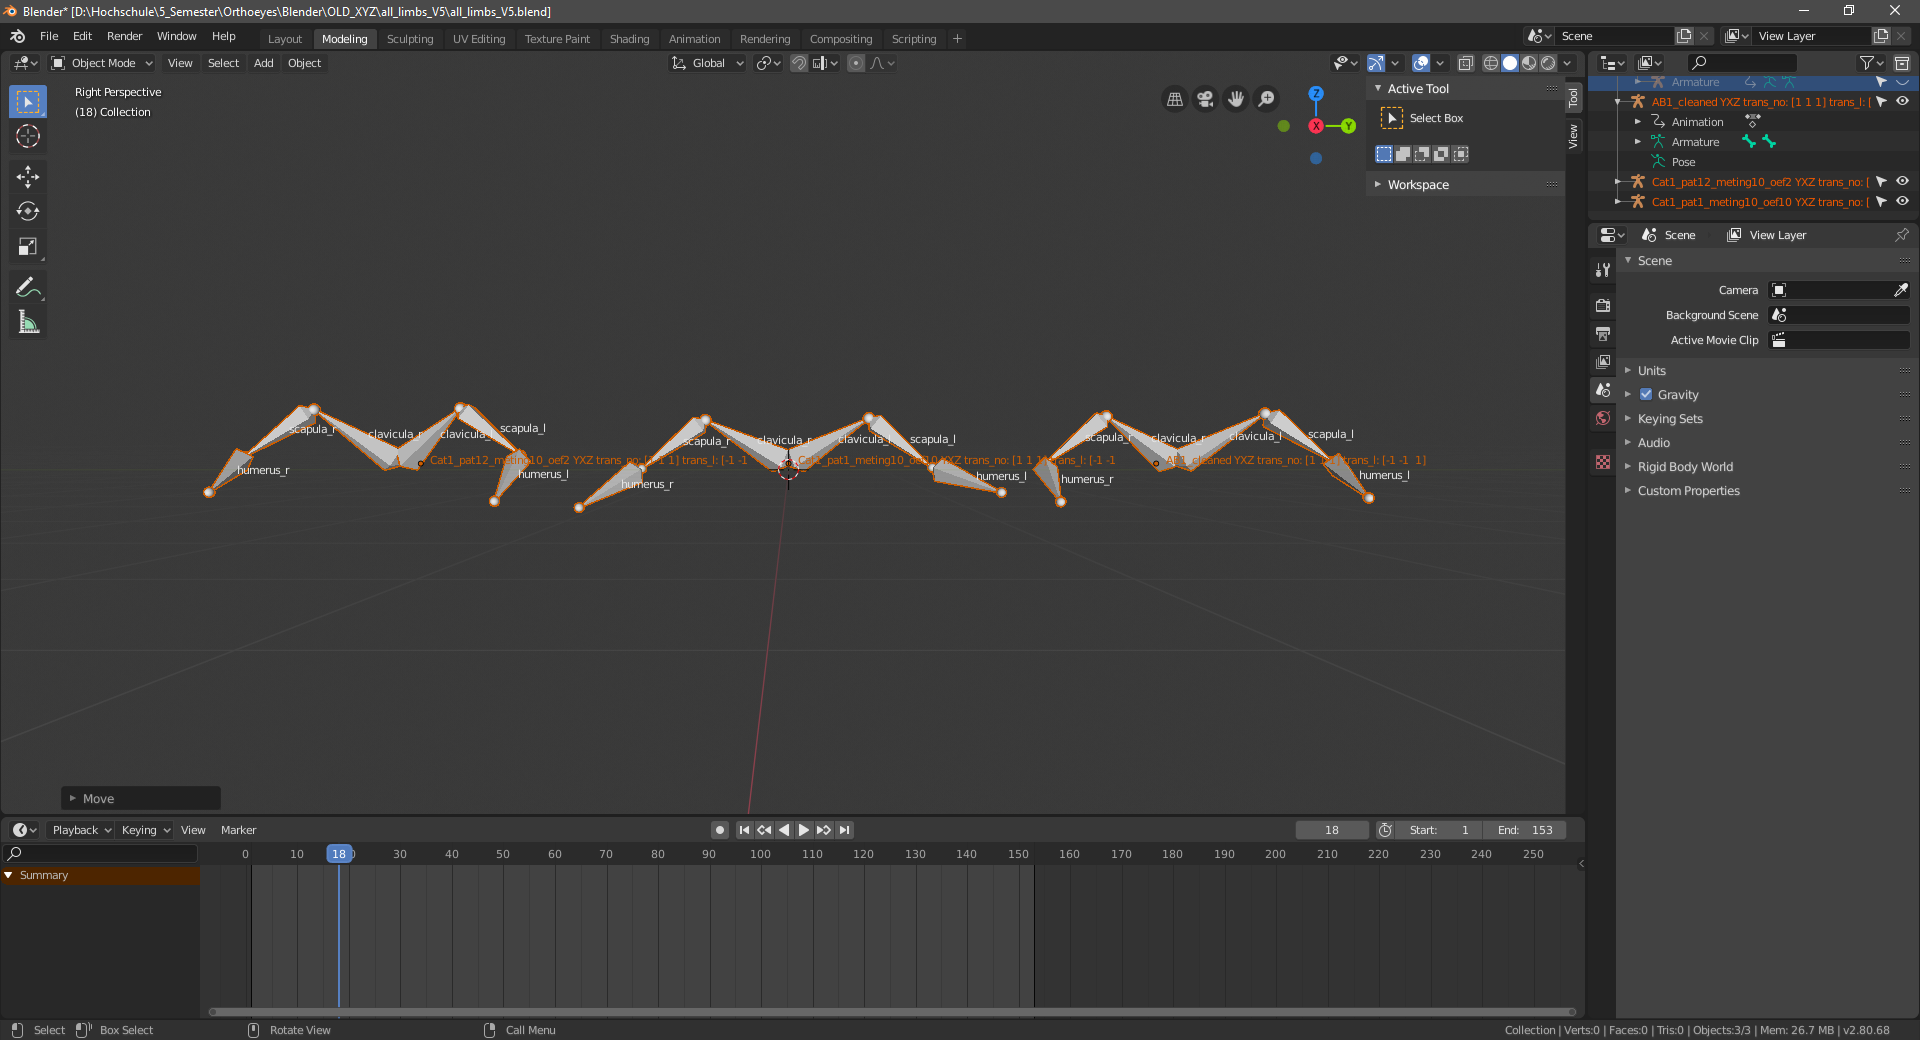 Blender* [D:\Hochschule\5_Semester\Orthoeyes\Blender\OLD_XYZ\all_limbs_V5\all_limbs_V5.blend]
File Edit Render Window Help Layout Modeling Sculpting UV Editing Texture Paint Shading Animation Rendering Compositing Scripting + Scene View Layer
Object Mode View Select Add Object Global
Right Perspective
(18) Collection
Z
X
Y
Active Tool
Select Box
Workspace
Tool
View
Armature
AB1_cleaned YXZ trans_no: [1 1 1] trans_l: [
Animation
Armature
Pose
Cat1_pat12_meting10_oef2 YXZ trans_no: [
Cat1_pat1_meting10_oef10 YXZ trans_no: [
Scene View Layer
Scene
Camera
Background Scene
Active Movie Clip
Units
Gravity
Keying Sets
Audio
Rigid Body World
Custom Properties
scapula_r clavicula_r clavicula_l scapula_l
humerus_r humerus_l
Cat1_pat12_meting10_oef2 YXZ trans_no: [1 1 1] trans_l: [-1 -1
scapula_r clavicula_r clavicula_l scapula_l
humerus_r humerus_l
Cat1_pat1_meting10_oef10 YXZ trans_no: [1 1 1] trans_l: [-1 -1
scapula_r clavicula_r clavicula_l scapula_l
humerus_r humerus_l
AB1_cleaned YXZ trans_no: [1 1 1] trans_l: [-1 -1 1]
Move
Playback Keying View Marker 18 Start: 1 End: 153
0 10 18 30 40 50 60 70 80 90 100 110 120 130 140 150 160 170 180 190 200 210 220 230 240 250
Summary
Select Box Select Rotate View Call Menu Collection | Verts:0 | Faces:0 | Tris:0 | Objects:3/3 | Mem: 26.7 MB | v2.80.68